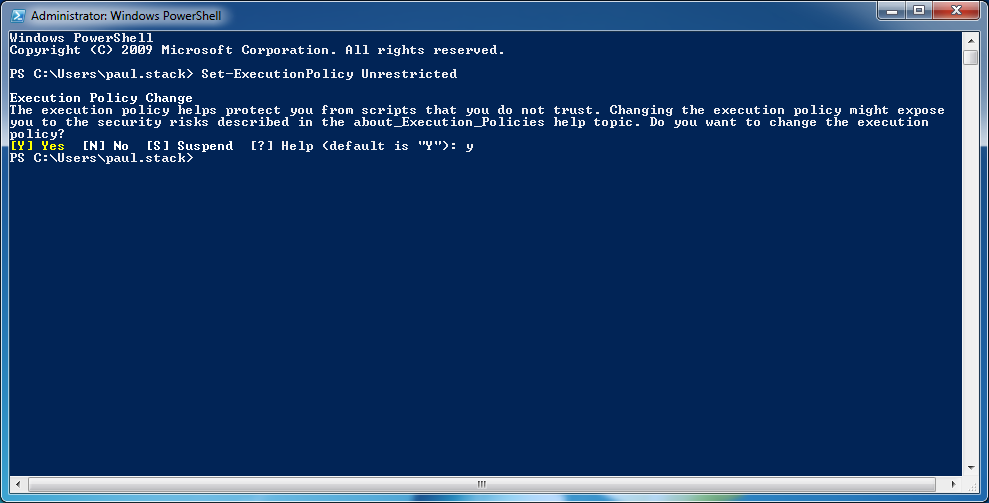 Administrator: Windows PowerShell
Windows PowerShell
Copyright (C) 2009 Microsoft Corporation. All rights reserved.
PS C:\Users\paul.stack> Set-ExecutionPolicy Unrestricted
Execution Policy Change
The execution policy helps protect you from scripts that you do not trust. Changing the execution policy might expose
you to the security risks described in the about_Execution_Policies help topic. Do you want to change the execution
policy?
[Y] Yes  [N] No  [S] Suspend  [?] Help (default is "Y"): y
PS C:\Users\paul.stack>